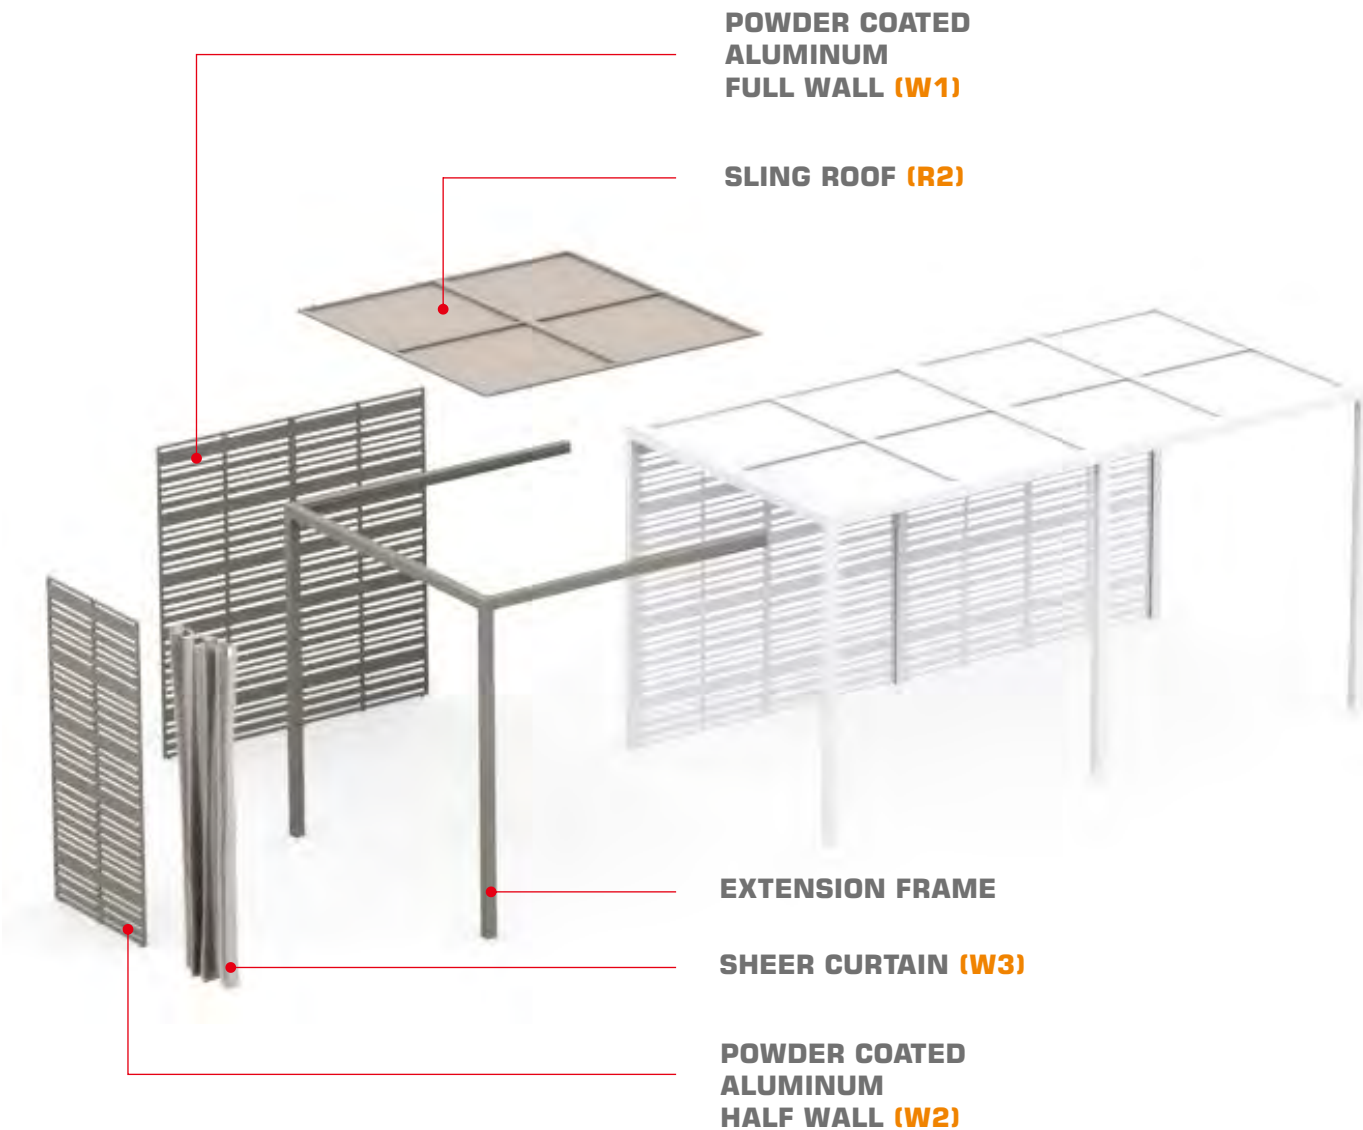 POWDER COATED
ALUMINUM
FULL WALL (W1)
SLING ROOF (R2)
EXTENSION FRAME
SHEER CURTAIN (W3)
POWDER COATED
ALUMINUM
HALF WALL (W2)